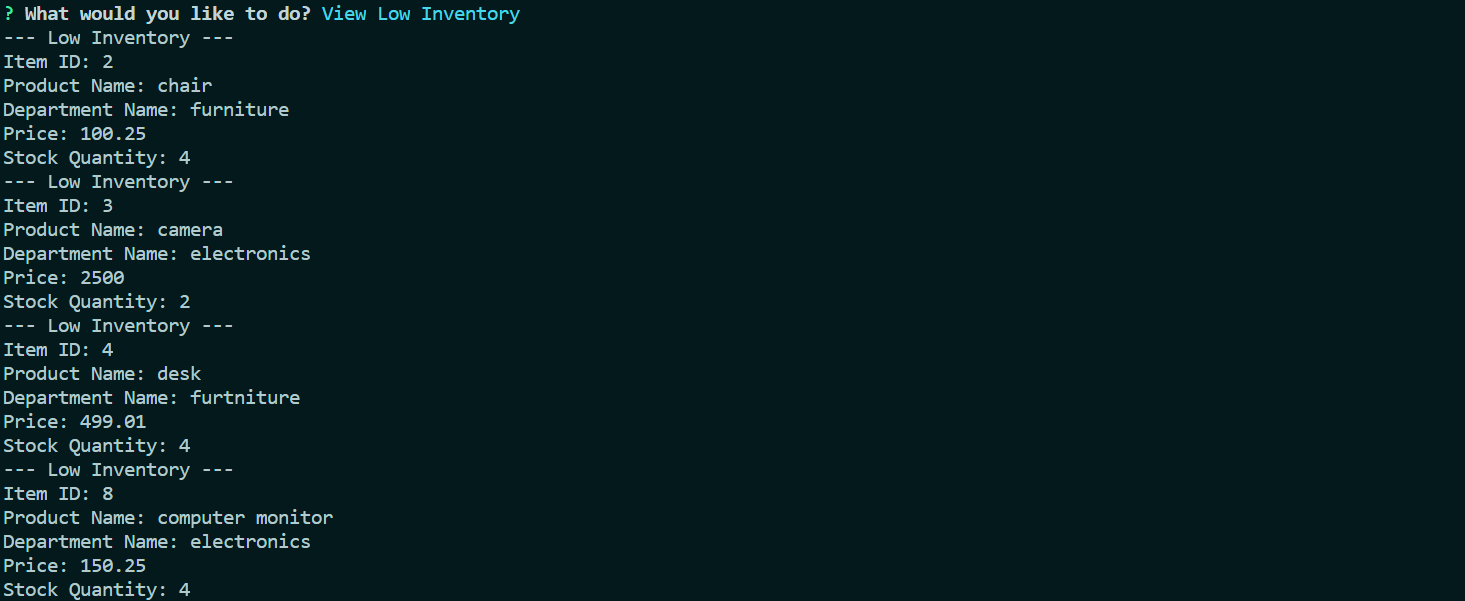 ? What would you like to do? View Low Inventory
--- Low Inventory ---
Item ID: 2
Product Name: chair
Department Name: furniture
Price: 100.25
Stock Quantity: 4
--- Low Inventory ---
Item ID: 3
Product Name: camera
Department Name: electronics
Price: 2500
Stock Quantity: 2
--- Low Inventory ---
Item ID: 4
Product Name: desk
Department Name: furtniture
Price: 499.01
Stock Quantity: 4
--- Low Inventory ---
Item ID: 8
Product Name: computer monitor
Department Name: electronics
Price: 150.25
Stock Quantity: 4